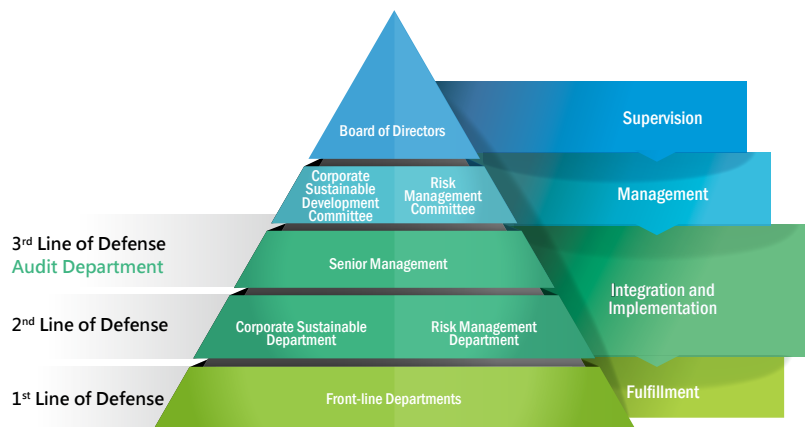 Board of Directors
Supervision
Corporate
Sustainable
Development
Committee
Risk
Management
Committee
Management
3rd Line of Defense
Audit Department
Senior Management
Integration and
Implementation
2nd Line of Defense
Corporate Sustainable
Department
Risk Management
Department
1st Line of Defense
Front-line Departments
Fulfillment